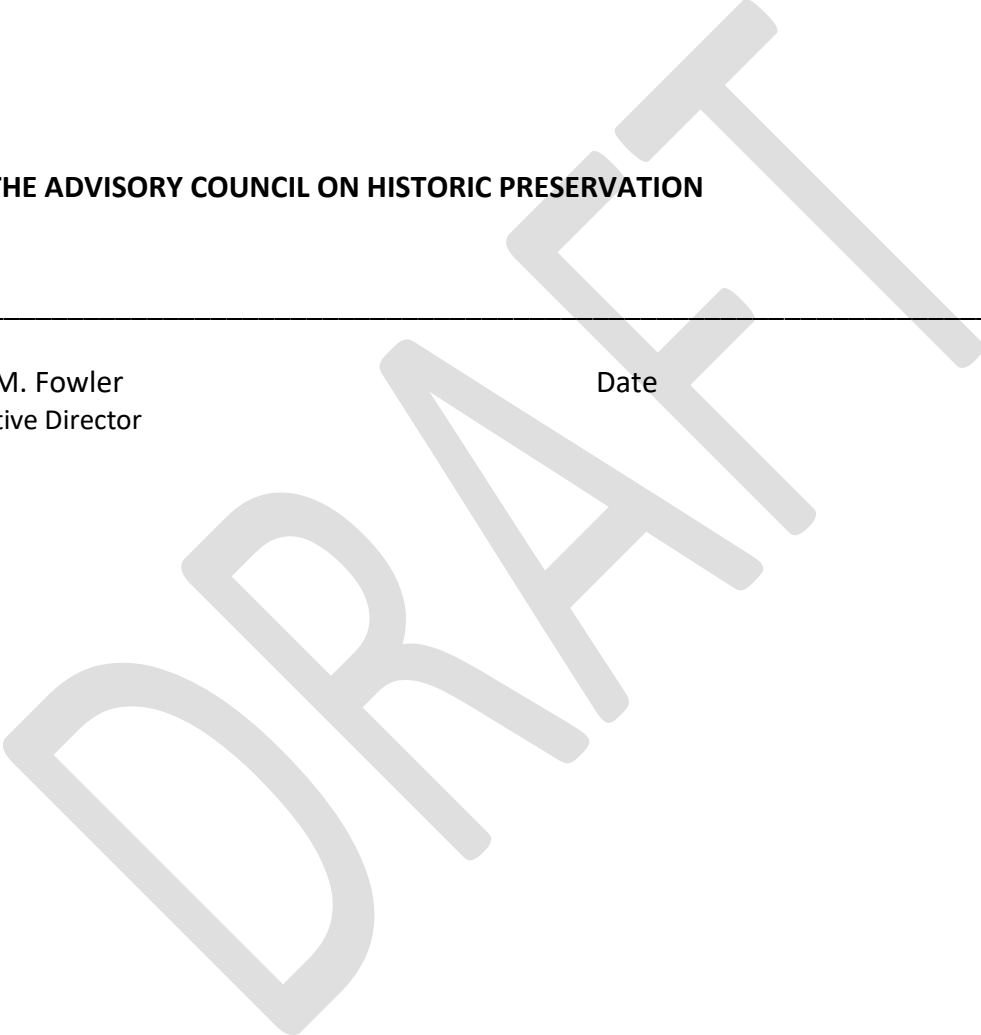 THE ADVISORY COUNCIL ON HISTORIC PRESERVATION
M. Fowler Date
tive Director
DRAFT